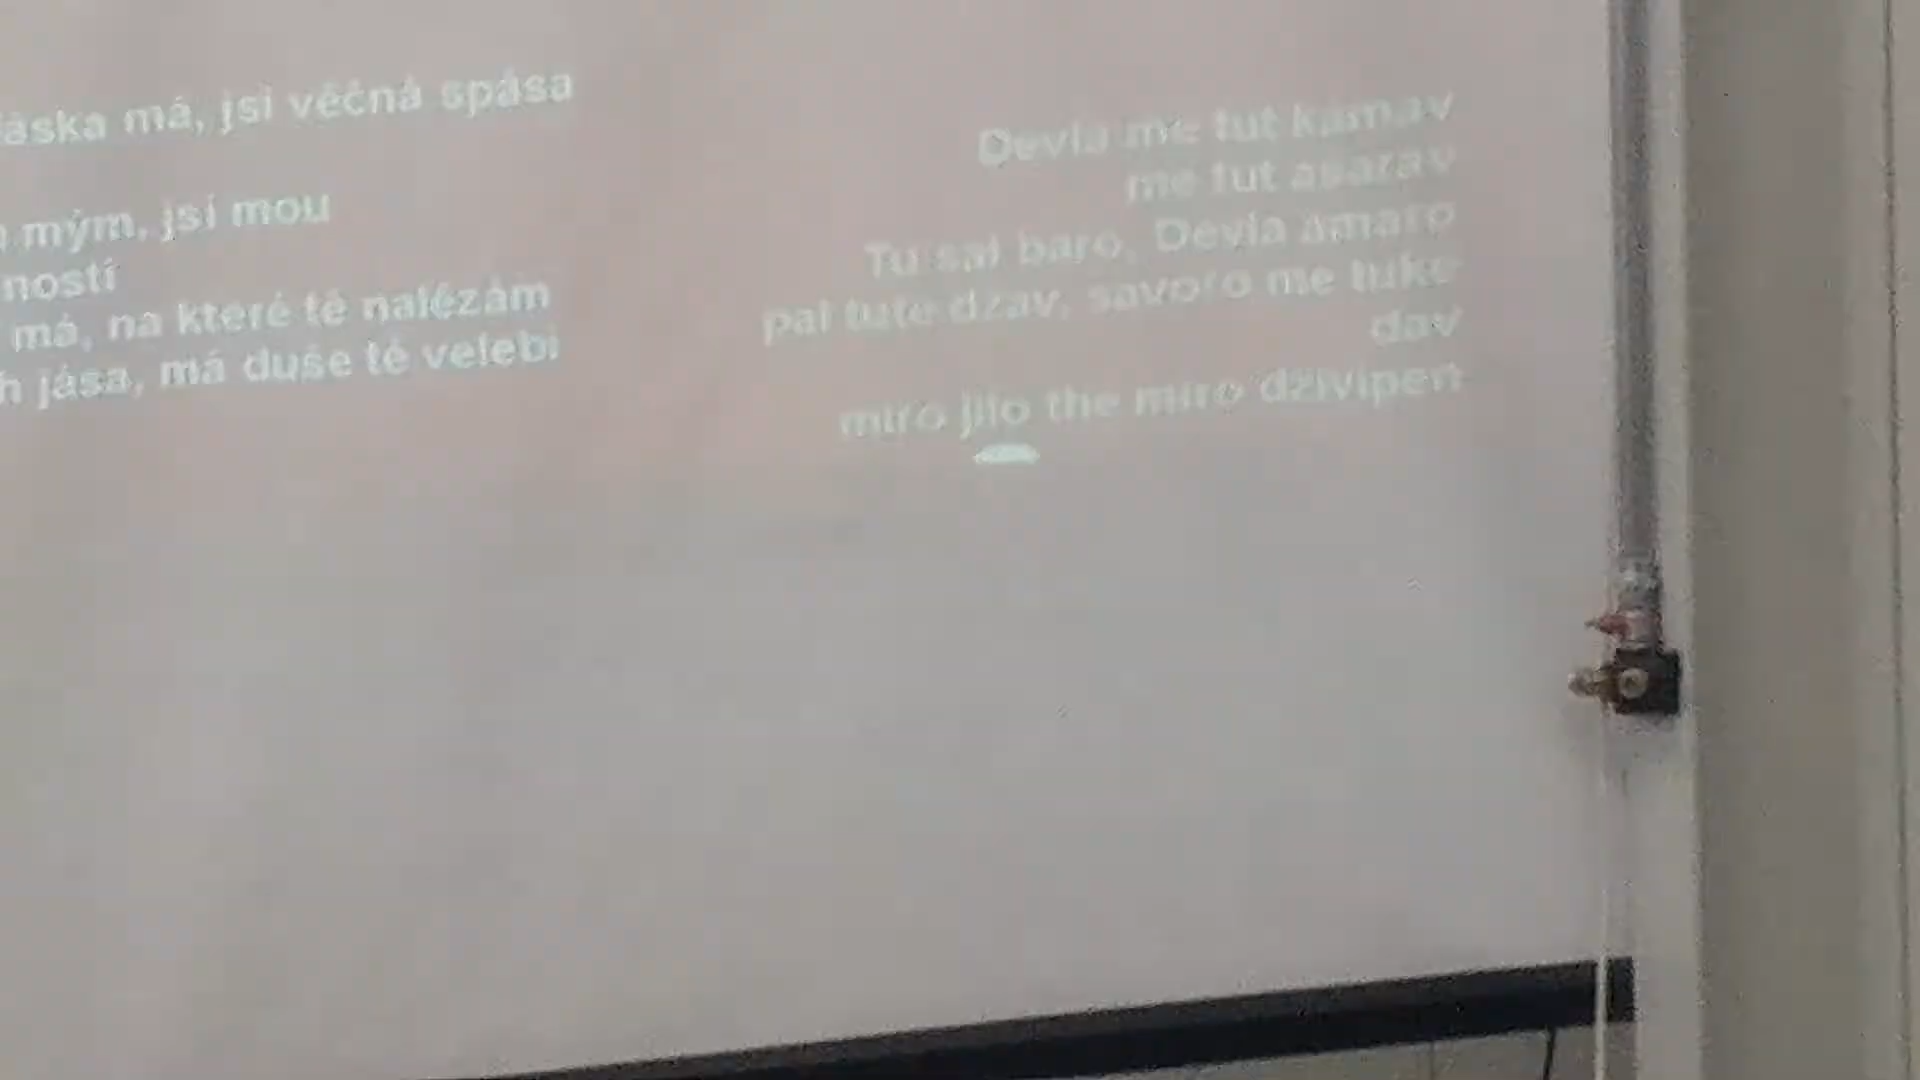 má, jsi věčná spása
mým, jsi mou
má, na které tě nalézám
jása, má duše tě velebí
Devla me tut kamav
me tut asarav
Tu sal baro, Devla amaro
pal tute dzav, savoro me tuke
dav
miro jilo the miro dzivipen